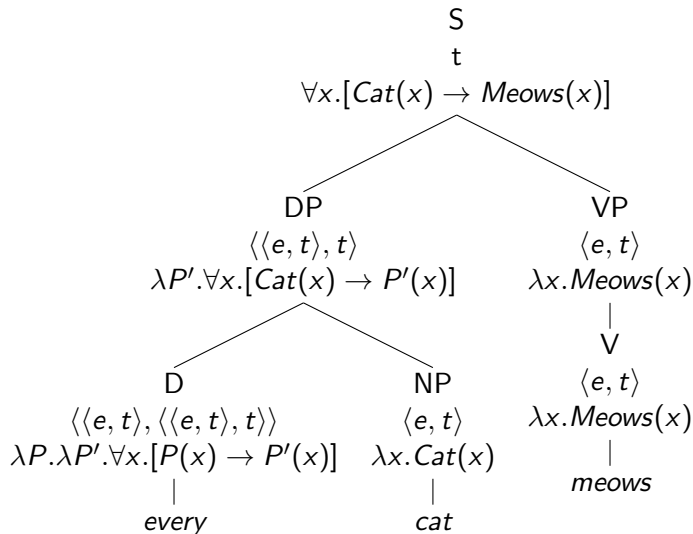 S
t
∀x.[Cat(x) → Meows(x)]
DP VP
⟨⟨e, t⟩, t⟩ ⟨e, t⟩
λP′.∀x.[Cat(x) → P′(x)] λx.Meows(x)
V
D NP ⟨e, t⟩
⟨⟨e, t⟩, ⟨⟨e, t⟩, t⟩⟩ ⟨e, t⟩ λx.Meows(x)
λP.λP′.∀x.[P(x) → P′(x)] λx.Cat(x)
meows
every cat